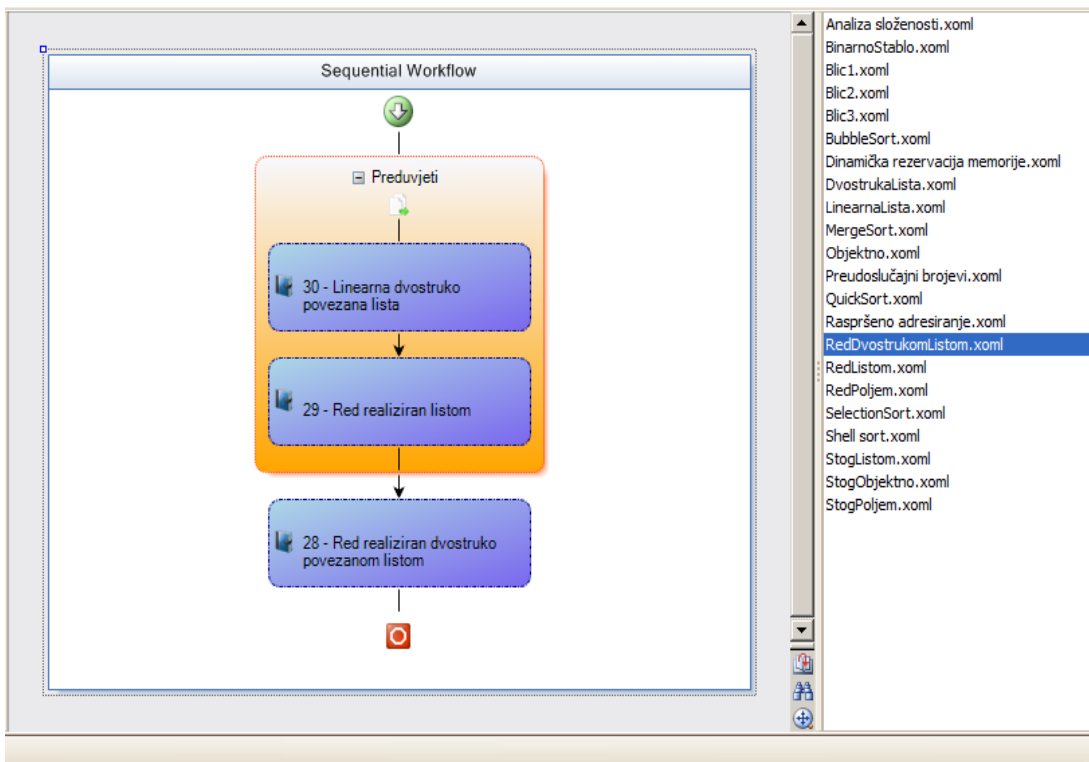 Sequential Workflow
Preduvjeti
30 - Linearna dvostruko
povezana lista
29 - Red realiziran listom
28 - Red realiziran dvostruko
povezanom listom
Analiza složenosti.xoml
BinarnoStablo.xoml
Blic1.xoml
Blic2.xoml
Blic3.xoml
BubbleSort.xoml
Dinamička rezervacija memorije.xoml
DvostrukaLista.xoml
LinearnaLista.xoml
MergeSort.xoml
Objektno.xoml
Preudoslučajni brojevi.xoml
QuickSort.xoml
Raspršeno adresiranje.xoml
RedDvostrukomListom.xoml
RedListom.xoml
RedPoljem.xoml
SelectionSort.xoml
Shell sort.xoml
StogListom.xoml
StogObjektno.xoml
StogPoljem.xoml